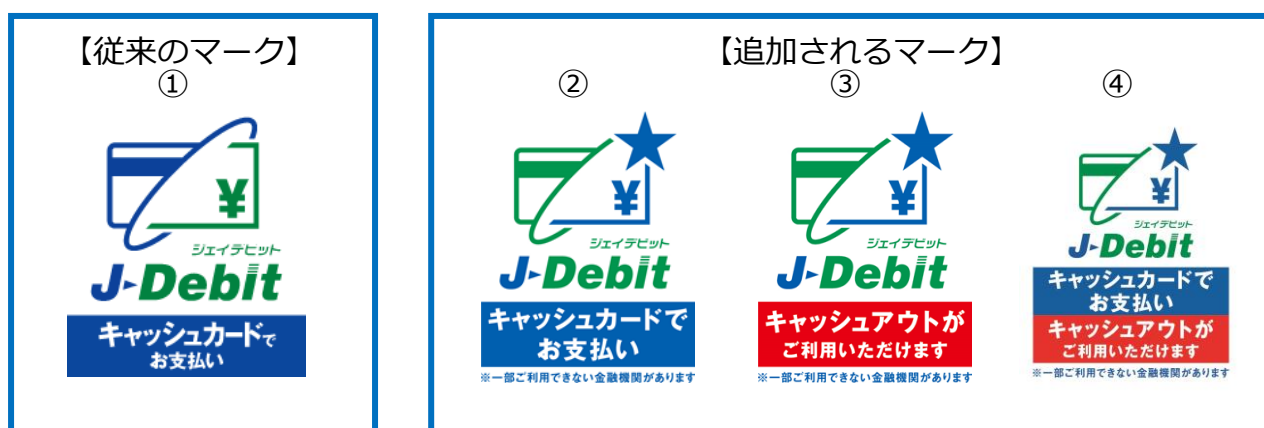 【従来のマーク】
①
¥
ジェイデビット
J-Debit
キャッシュカードで
お支払い
【追加されるマーク】
②
¥
ジェイデビット
J-Debit
キャッシュカードで
お支払い
※一部ご利用できない金融機関があります
③
¥
ジェイデビット
J-Debit
キャッシュアウトが
ご利用いただけます
※一部ご利用できない金融機関があります
④
¥
ジェイデビット
J-Debit
キャッシュカードで
お支払い
キャッシュアウトが
ご利用いただけます
※一部ご利用できない金融機関があります